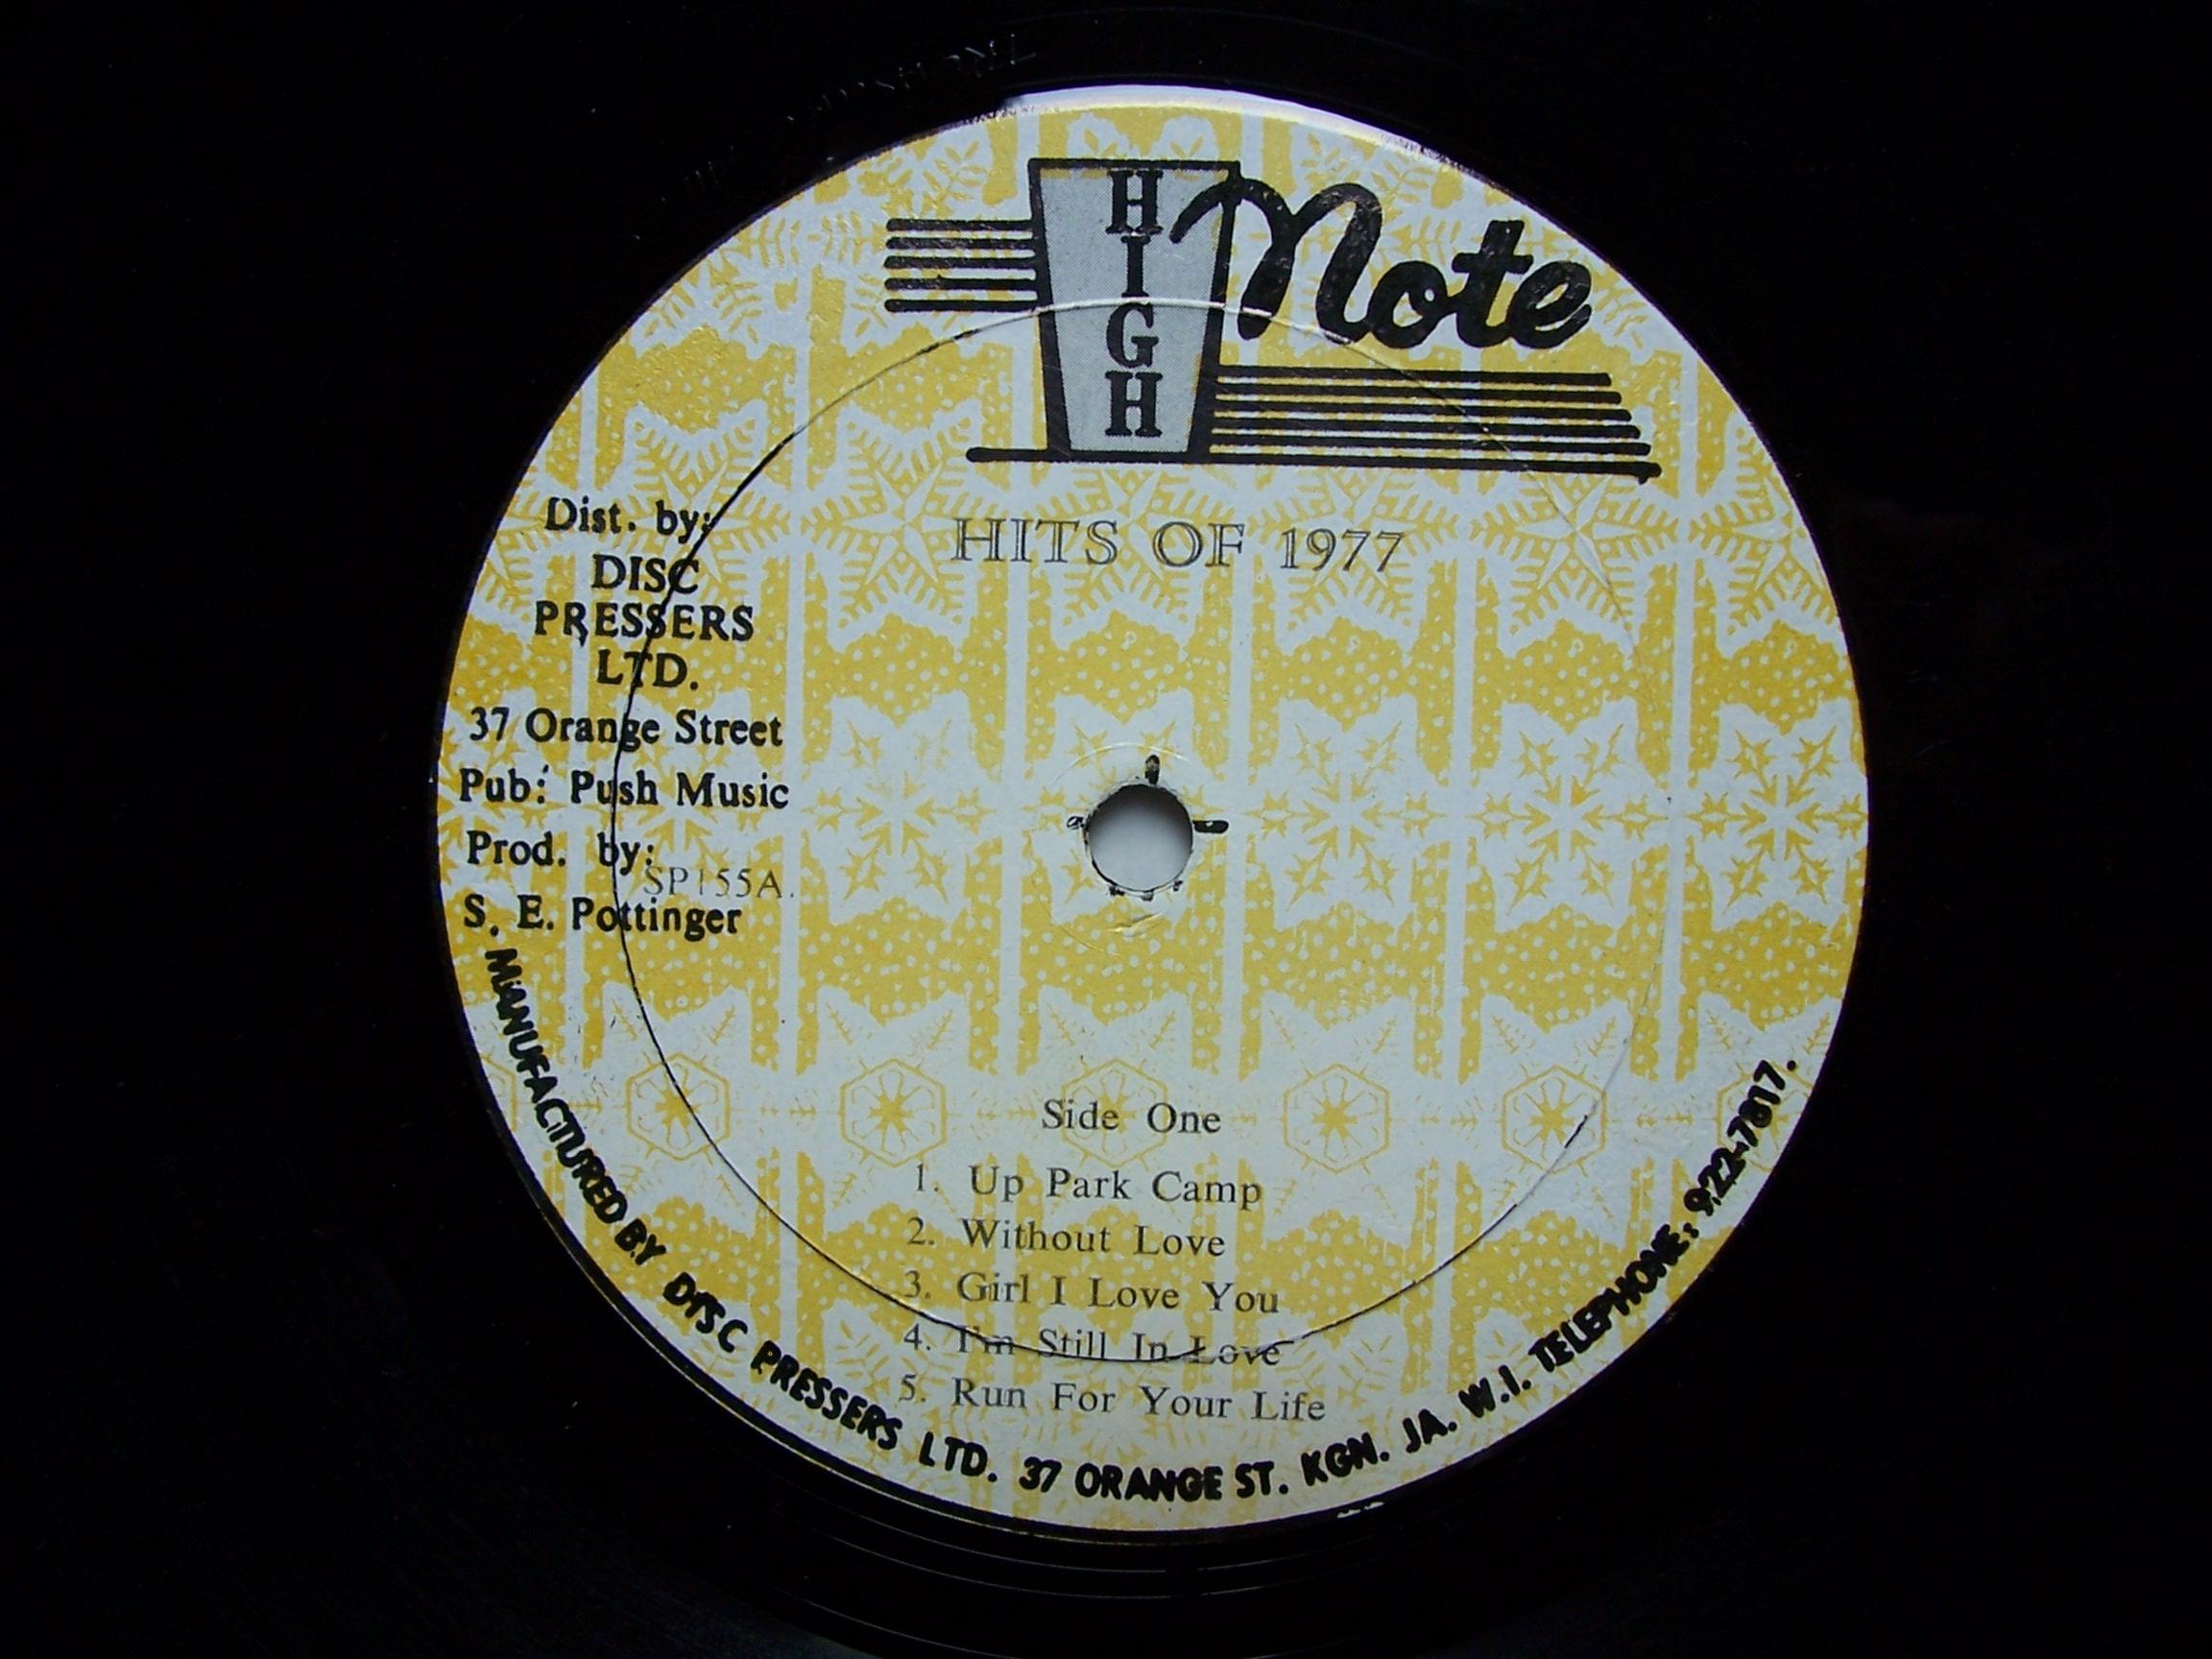 HIGH Note
HITS OF 1977
Dist. by:
DISC
PRESSERS
LTD.
37 Orange Street
Pub: Push Music
Prod. by:
SP155A.
S. E. Pottinger
Side One
1. Up Park Camp
2. Without Love
3. Girl I Love You
4. I'm Still In Love
5. Run For Your Life
MANUFACTURED BY DISC PRESSERS LTD. 37 ORANGE ST. KGN. JA. W.I. TELEPHONE: 922-7817.